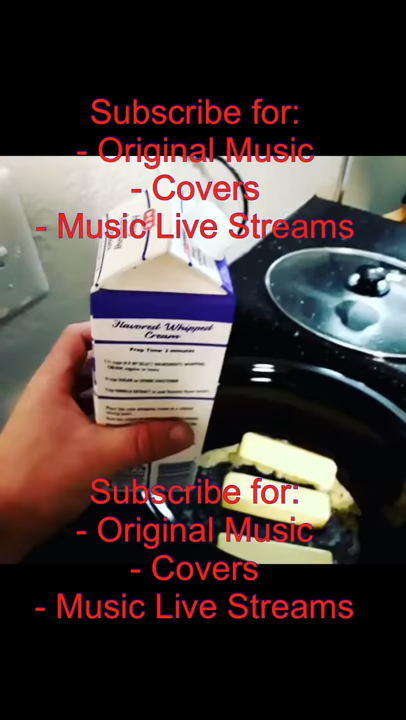 Subscribe for:
- Original Music
- Covers
- Music Live Streams
Flavored Whipped
Cream
Prep Time: 2 minutes
Subscribe for:
- Original Music
- Covers
- Music Live Streams